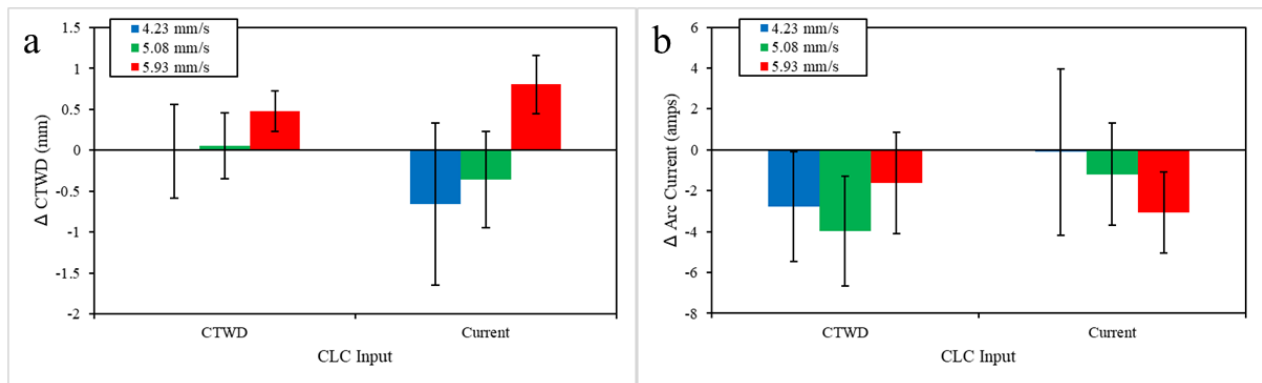 a
4.23 mm/s
5.08 mm/s
5.93 mm/s
1.5
1
0.5
0
-0.5
-1
-1.5
-2
Δ CTWD (mm)
CTWD
Current
CLC Input
b
4.23 mm/s
5.08 mm/s
5.93 mm/s
6
4
2
0
-2
-4
-6
-8
Δ Arc Current (amps)
CTWD
Current
CLC Input